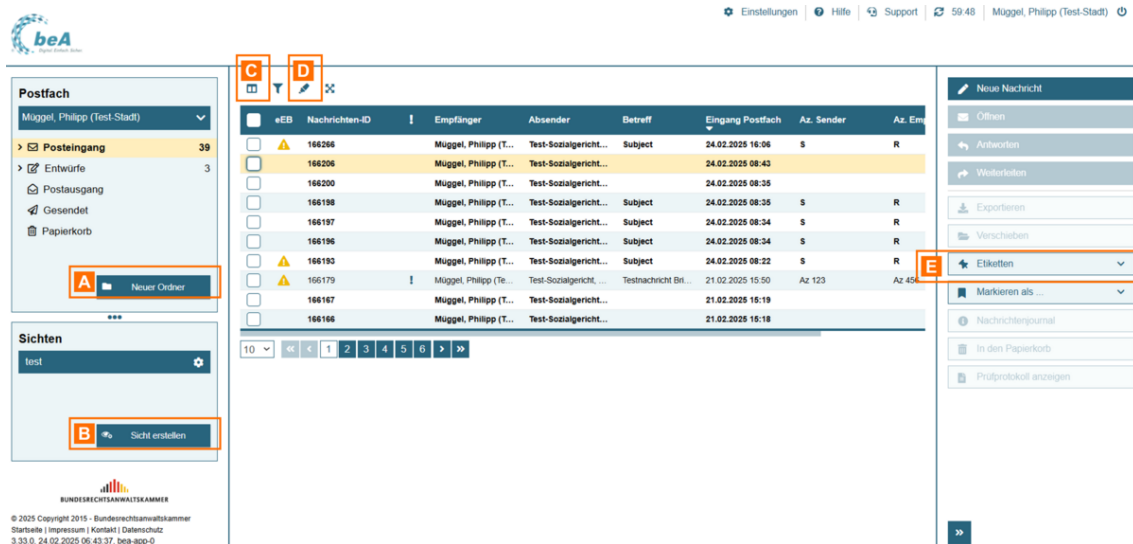 Einstellungen Hilfe Support 59:48 Müggel, Philipp (Test-Stadt)
beA
Digital. Einfach. Sicher.
Postfach
Müggel, Philipp (Test-Stadt)
Posteingang 39
Entwürfe 3
Postausgang
Gesendet
Papierkorb
A Neuer Ordner
Sichten
test
B Sicht erstellen
BUNDESRECHTSANWALTSKAMMER
© 2025 Copyright 2015 - Bundesrechtsanwaltskammer
Startseite | Impressum | Kontakt | Datenschutz
3.33.0, 24.02.2025 06:43:37, bea-app-0
C D
eEB Nachrichten-ID ! Empfänger Absender Betreff Eingang Postfach Az. Sender Az. Emp
166266 Müggel, Philipp (T... Test-Sozialgericht... Subject 24.02.2025 16:06 S R
166206 Müggel, Philipp (T... Test-Sozialgericht... 24.02.2025 08:43
166200 Müggel, Philipp (T... Test-Sozialgericht... 24.02.2025 08:35
166198 Müggel, Philipp (T... Test-Sozialgericht... Subject 24.02.2025 08:35 S R
166197 Müggel, Philipp (T... Test-Sozialgericht... Subject 24.02.2025 08:34 S R
166196 Müggel, Philipp (T... Test-Sozialgericht... Subject 24.02.2025 08:34 S R
166193 Müggel, Philipp (T... Test-Sozialgericht... Subject 24.02.2025 08:22 S R
166179 ! Müggel, Philipp (Te... Test-Sozialgericht, ... Testnachricht Bri... 21.02.2025 15:50 Az 123 Az 456
166167 Müggel, Philipp (T... Test-Sozialgericht... 21.02.2025 15:19
166166 Müggel, Philipp (T... Test-Sozialgericht... 21.02.2025 15:18
10 « ‹ 1 2 3 4 5 6 › »
Neue Nachricht
Öffnen
Antworten
Weiterleiten
Exportieren
Verschieben
E Etiketten
Markieren als ...
Nachrichtenjournal
In den Papierkorb
Prüfprotokoll anzeigen
»